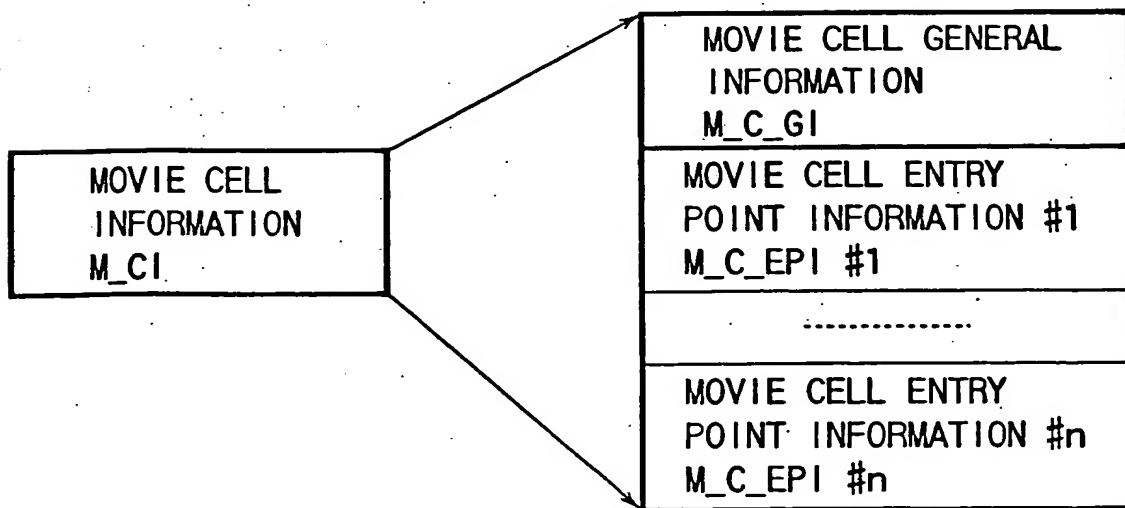 MOVIE CELL
INFORMATION
M_CI
MOVIE CELL GENERAL
INFORMATION
M_C_GI
MOVIE CELL ENTRY
POINT INFORMATION #1
M_C_EPI #1
---------------
MOVIE CELL ENTRY
POINT INFORMATION #n
M_C_EPI #n